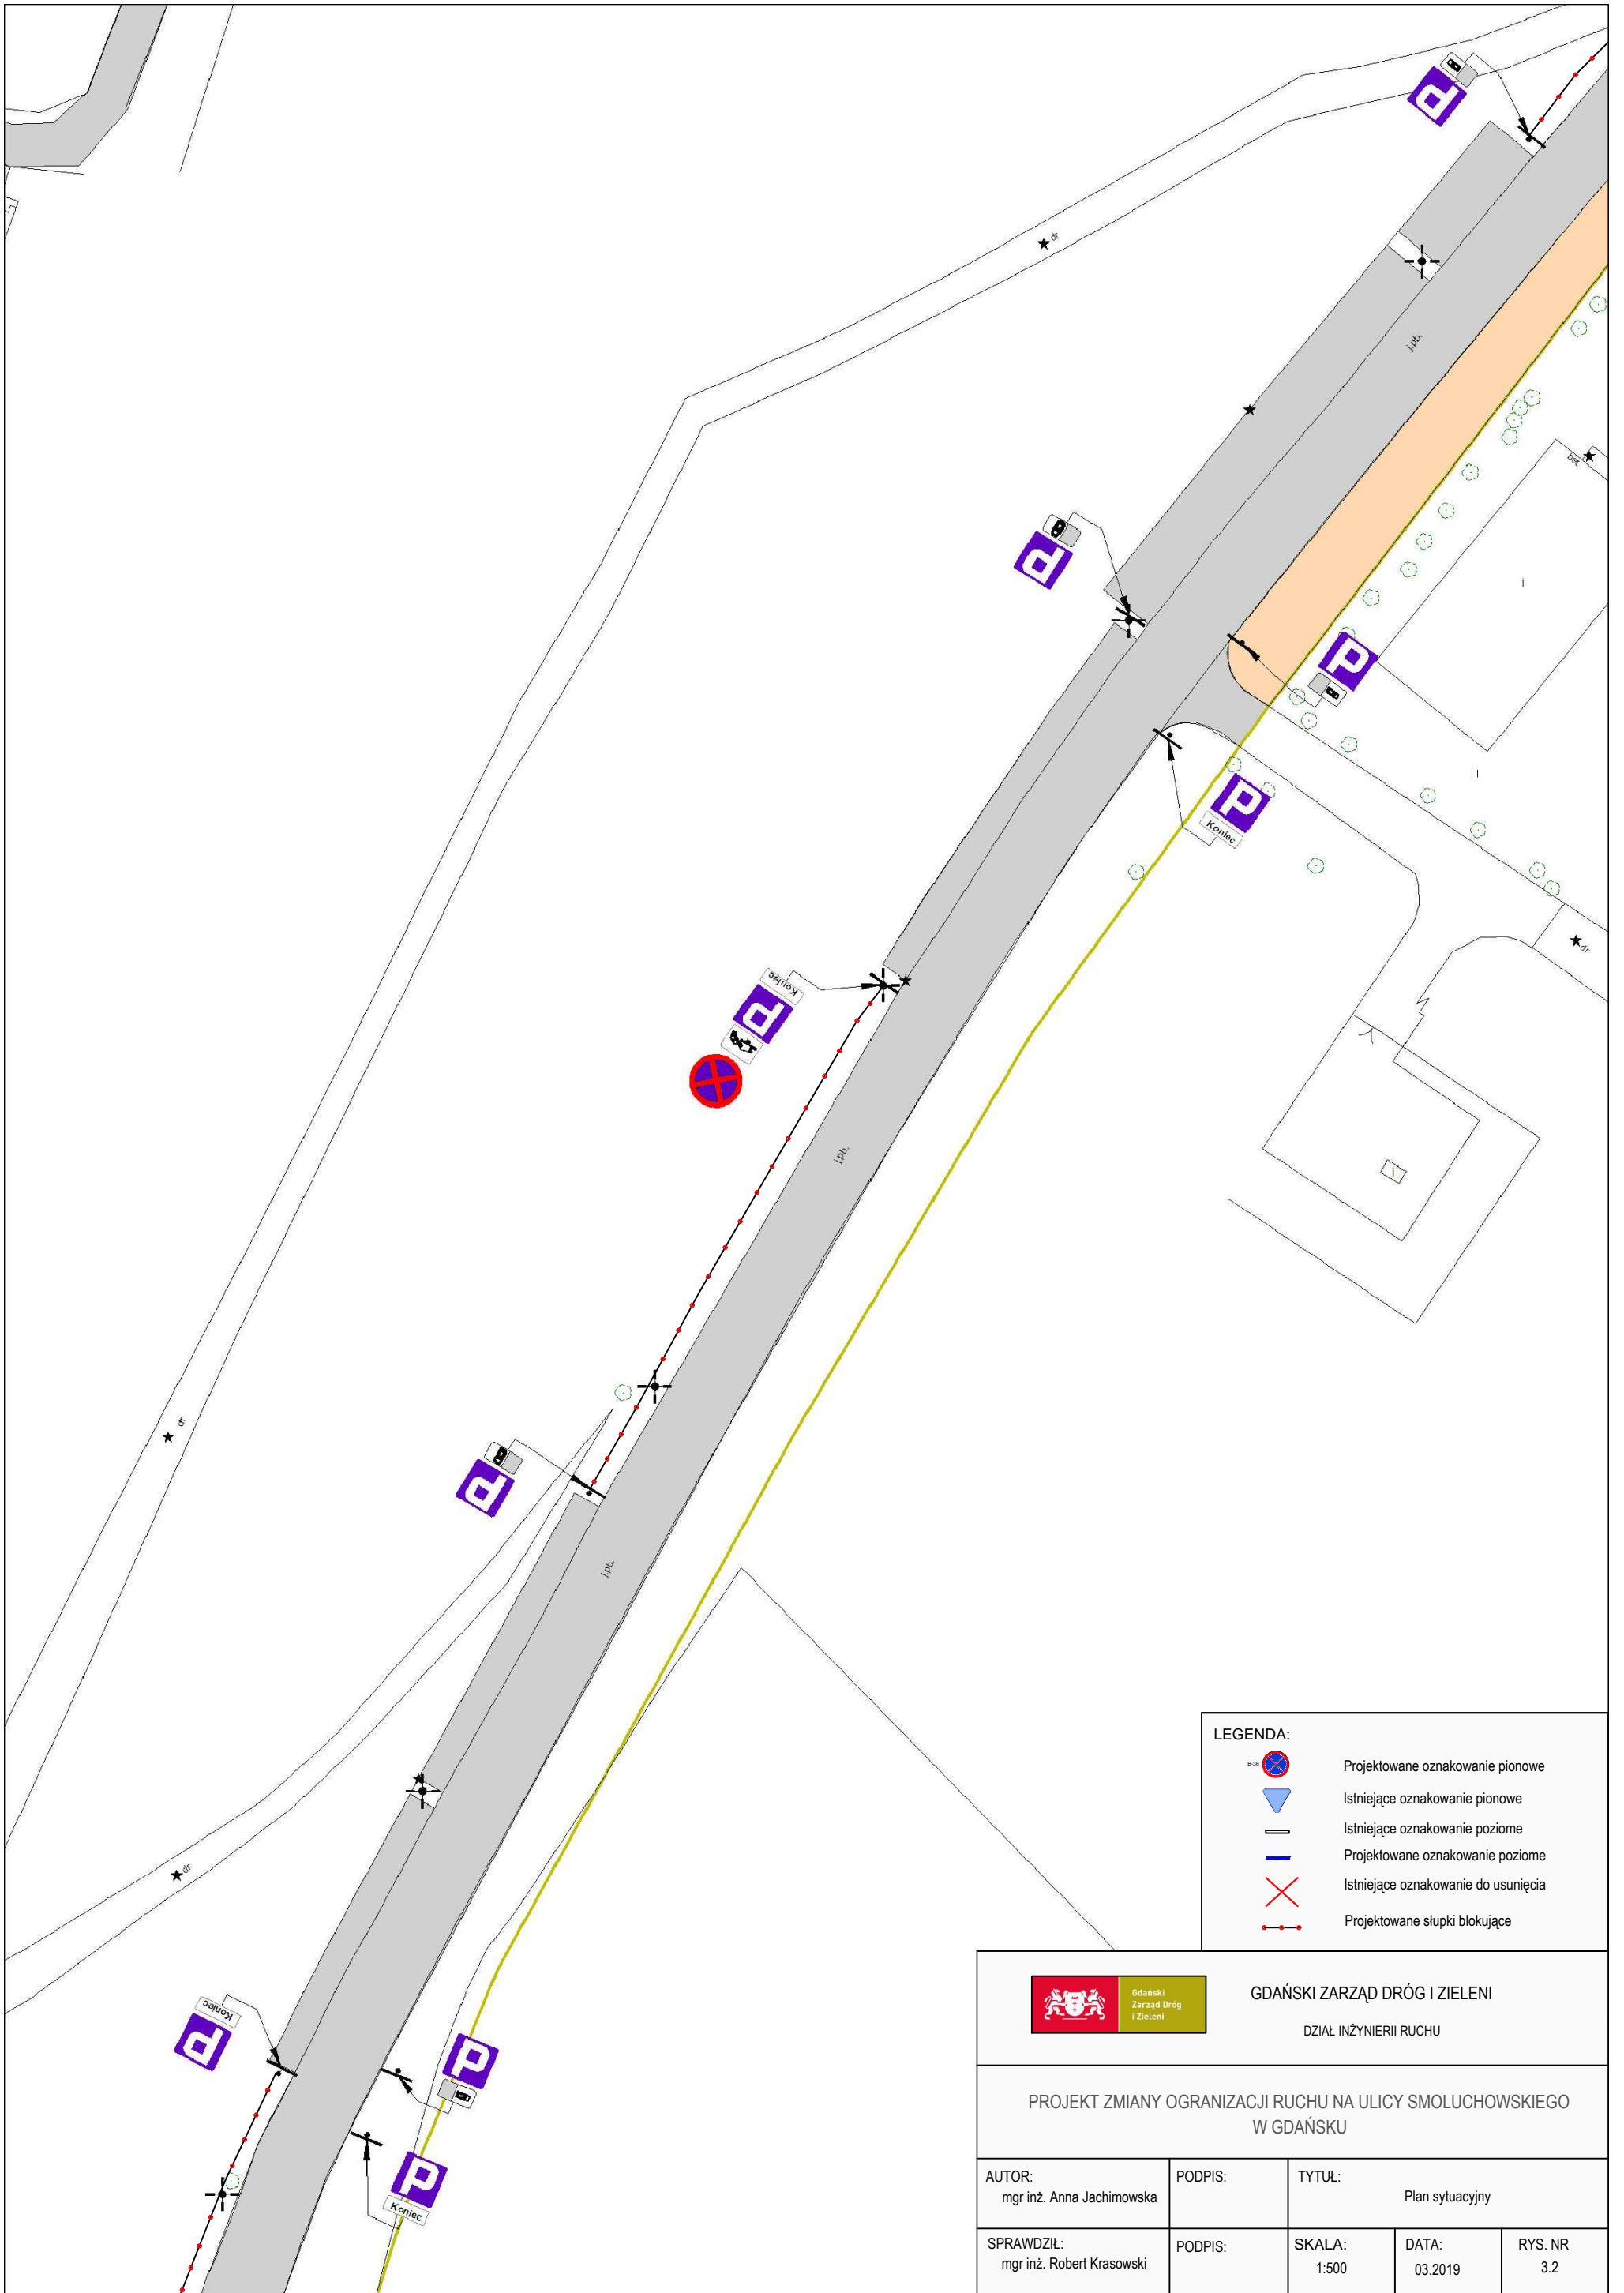 dr
j.pb.
bet.
I
II
P
P
P
Koniec
P
Koniec
P
dr
j.pb.
i
P
dr
j.pb.
dr
P
Koniec
P
P
Koniec
LEGENDA:
B-36
Projektowane oznakowanie pionowe
Istniejące oznakowanie pionowe
Istniejące oznakowanie poziome
Projektowane oznakowanie poziome
Istniejące oznakowanie do usunięcia
Projektowane słupki blokujące
Gdański
Zarząd Dróg
i Zieleni
GDAŃSKI ZARZĄD DRÓG I ZIELENI
DZIAŁ INŻYNIERII RUCHU
PROJEKT ZMIANY OGRANIZACJI RUCHU NA ULICY SMOLUCHOWSKIEGO
W GDAŃSKU
AUTOR:
mgr inż. Anna Jachimowska
PODPIS:
TYTUŁ:
Plan sytuacyjny
SPRAWDZIŁ:
mgr inż. Robert Krasowski
PODPIS:
SKALA:
1:500
DATA:
03.2019
RYS. NR
3.2